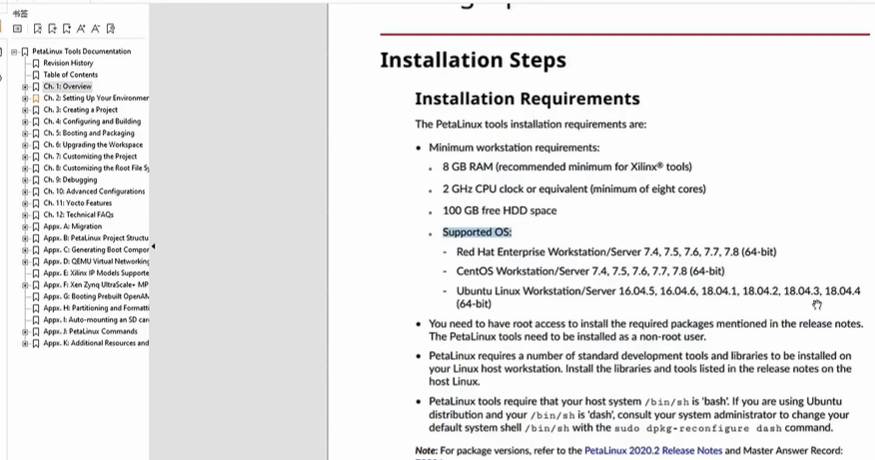 书签
PetaLinux Tools Documentation
Revision History
Table of Contents
Ch. 1: Overview
Ch. 2: Setting Up Your Environmer
Ch. 3: Creating a Project
Ch. 4: Configuring and Building
Ch. 5: Booting and Packaging
Ch. 6: Upgrading the Workspace
Ch. 7: Customizing the Project
Ch. 8: Customizing the Root File Sy
Ch. 9: Debugging
Ch. 10: Advanced Configurations
Ch. 11: Yocto Features
Ch. 12: Technical FAQs
Appx. A: Migration
Appx. B: PetaLinux Project Structu
Appx. C: Generating Boot Compor
Appx. D: QEMU Virtual Networking
Appx. E: Xilinx IP Models Supporte
Appx. F: Xen Zynq UltraScale+ MP
Appx. G: Booting Prebuilt OpenAM
Appx. H: Partitioning and Formatti
Appx. I: Auto-mounting an SD car
Appx. J: PetaLinux Commands
Appx. K: Additional Resources and
Installation Steps
Installation Requirements
The PetaLinux tools installation requirements are:
• Minimum workstation requirements:
• 8 GB RAM (recommended minimum for Xilinx® tools)
• 2 GHz CPU clock or equivalent (minimum of eight cores)
• 100 GB free HDD space
• Supported OS:
- Red Hat Enterprise Workstation/Server 7.4, 7.5, 7.6, 7.7, 7.8 (64-bit)
- CentOS Workstation/Server 7.4, 7.5, 7.6, 7.7, 7.8 (64-bit)
- Ubuntu Linux Workstation/Server 16.04.5, 16.04.6, 18.04.1, 18.04.2, 18.04.3, 18.04.4
(64-bit)
• You need to have root access to install the required packages mentioned in the release notes.
The PetaLinux tools need to be installed as a non-root user.
• PetaLinux requires a number of standard development tools and libraries to be installed on
your Linux host workstation. Install the libraries and tools listed in the release notes on the
host Linux.
• PetaLinux tools require that your host system /bin/sh is 'bash'. If you are using Ubuntu
distribution and your /bin/sh is 'dash', consult your system administrator to change your
default system shell /bin/sh with the sudo dpkg-reconfigure dash command.
Note: For package versions, refer to the PetaLinux 2020.2 Release Notes and Master Answer Record: